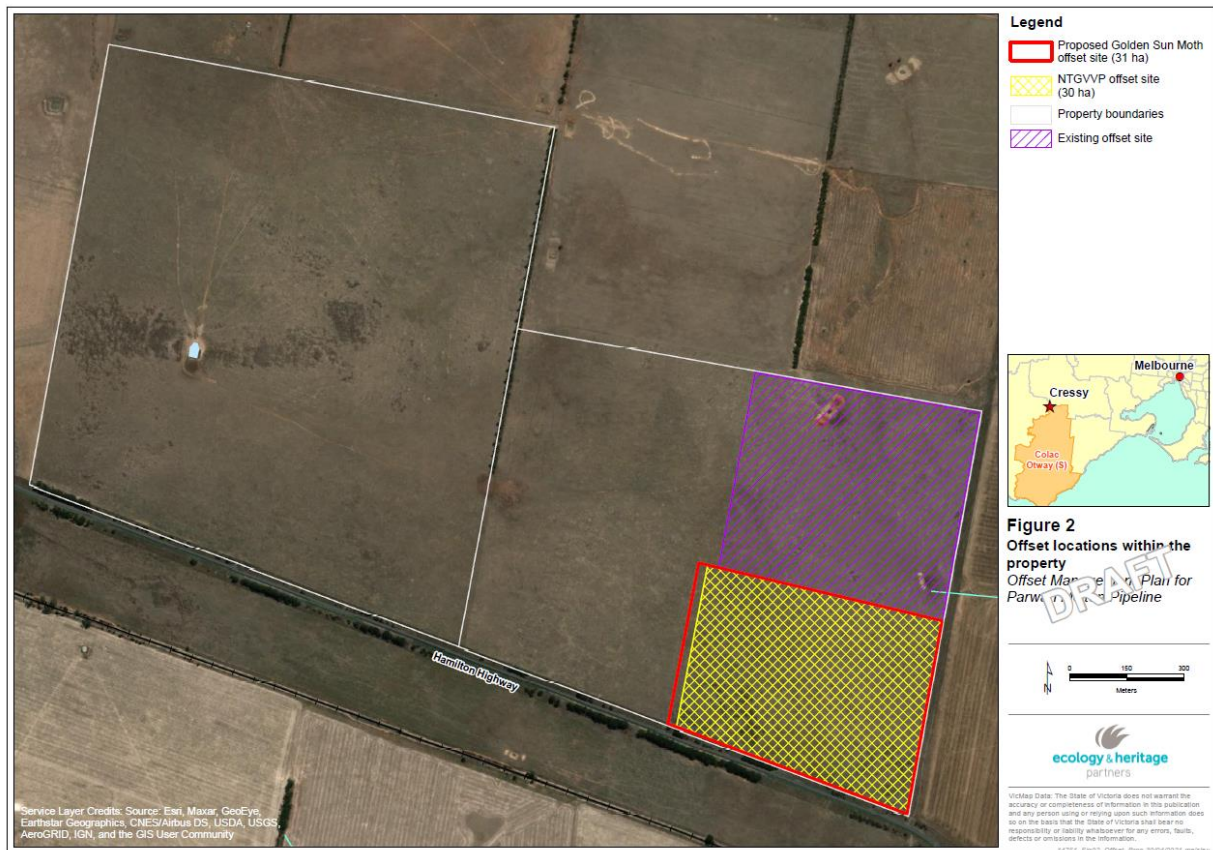 Legend
Proposed Golden Sun Moth
offset site (31 ha)
NTGVVP offset site
(30 ha)
Property boundaries
Existing offset site
Melbourne
Cressy
Colac
Otway (S)
Figure 2
Offset locations within the
property
Offset Plan for
Pipeline
DRAFT
N
0 150 300
Meters
ecology & heritage
partners
VicMap Data: The State of Victoria does not warrant the
accuracy or completeness of information in this publication
and any person using or relying upon such information does
so on the basis that the State of Victoria shall bear no
responsibility or liability whatsoever for any errors, faults,
defects or omissions in the information.
Hamilton Highway
Service Layer Credits: Source: Esri, Maxar, GeoEye,
Earthstar Geographics, CNES/Airbus DS, USDA, USGS,
AeroGRID, IGN, and the GIS User Community